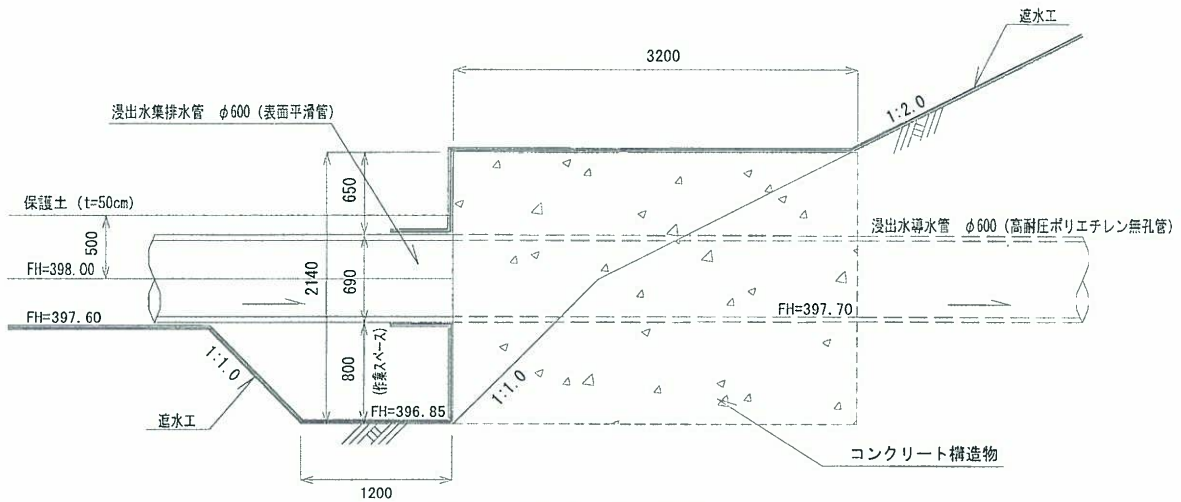 遮水工
3200
浸出水集排水管 φ600 (表面平滑管)
1:2.0
650
保護土 (t=50cm)
浸出水導水管 φ600 (高耐圧ポリエチレン無孔管)
500
2140
690
FH=398.00
FH=397.60
FH=397.70
1:1.0
800
(作業スペース)
1:1.0
FH=396.85
遮水工
コンクリート構造物
1200